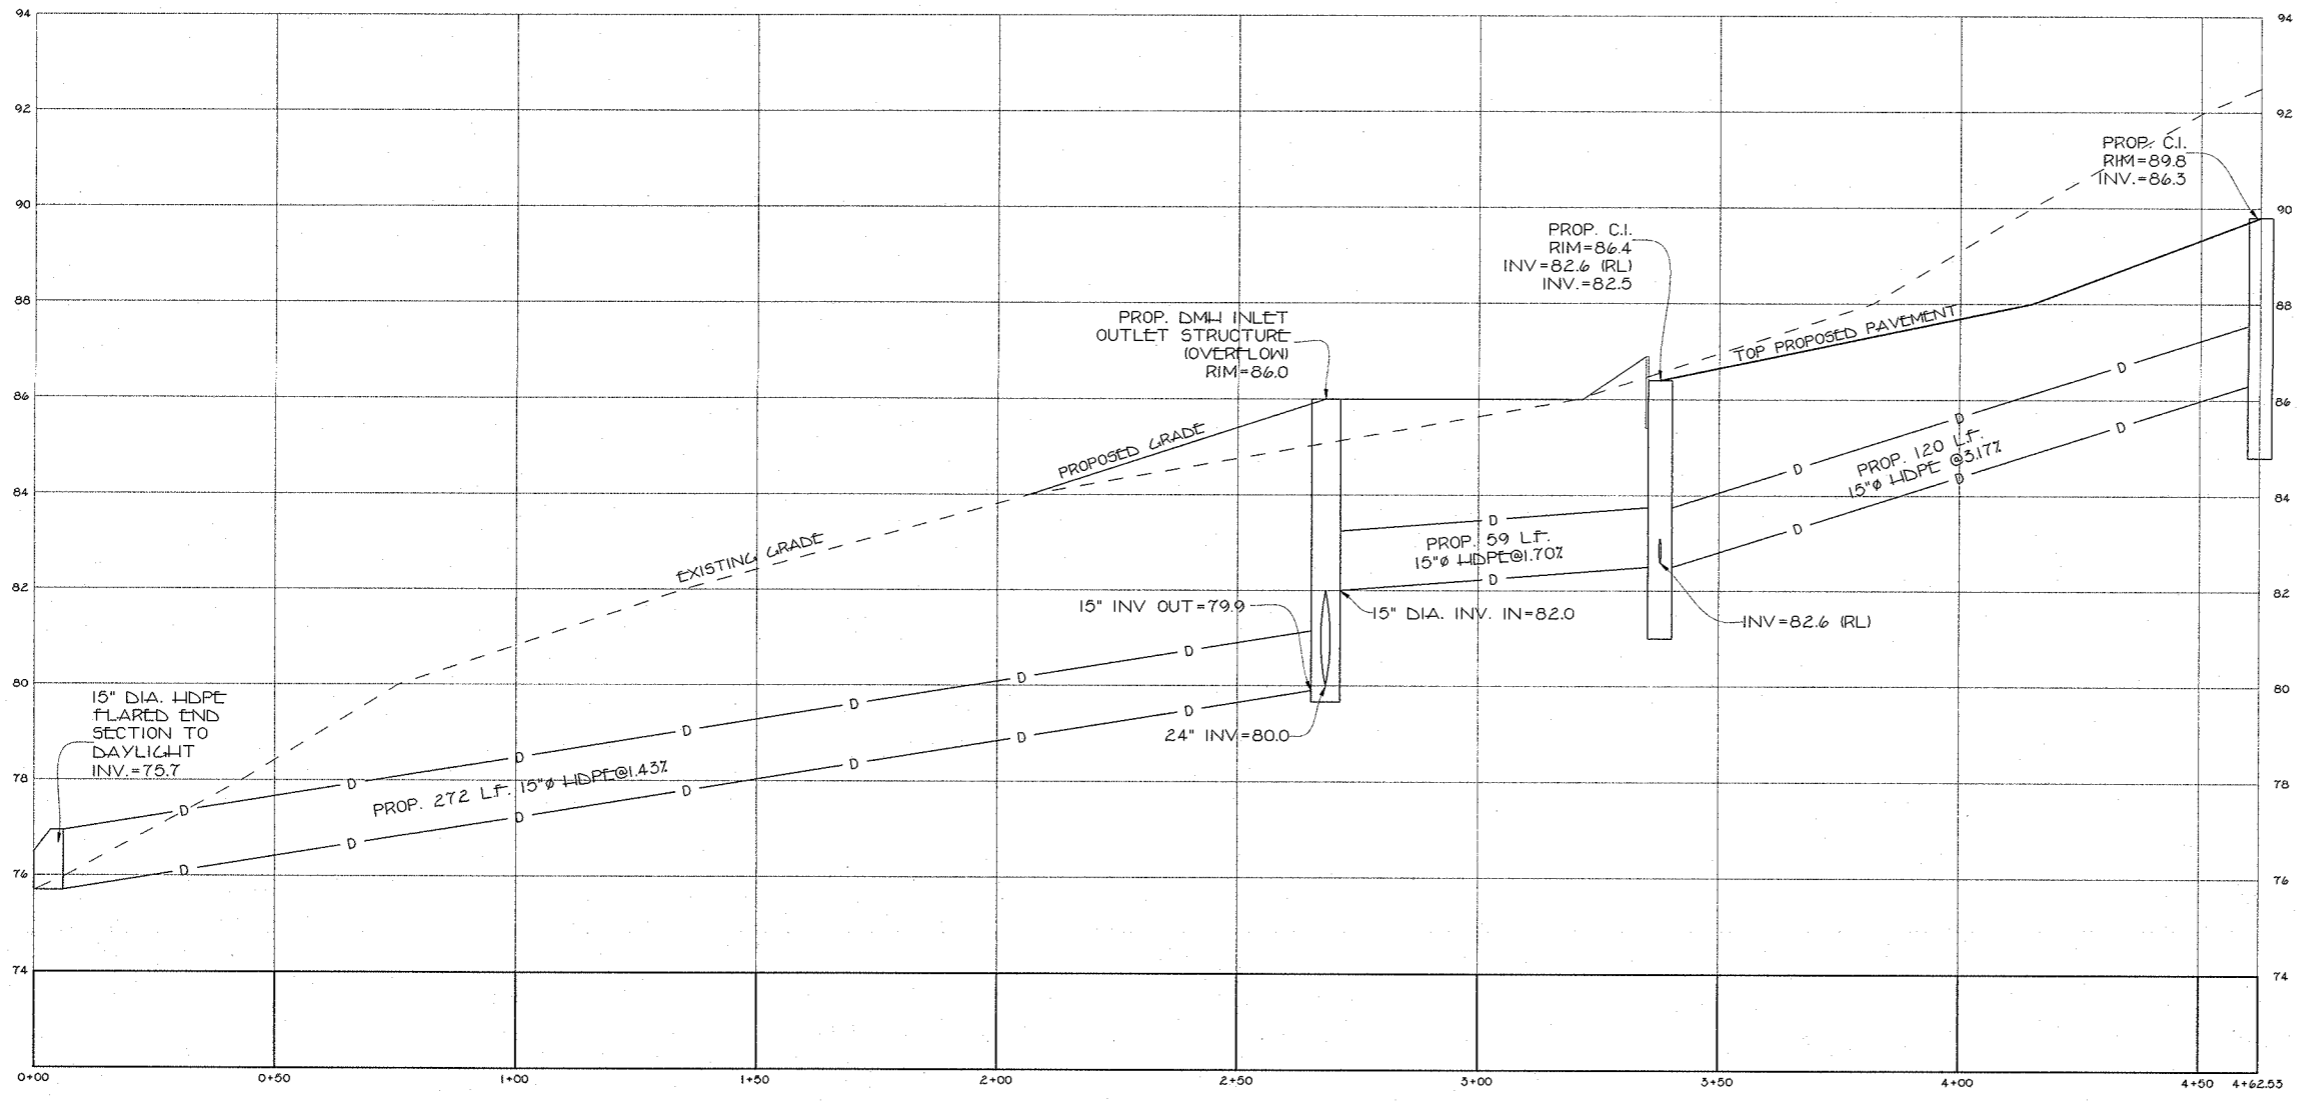 94
94
92
92
PROP. C.I.
RIM=89.8
INV.=86.3
90
90
PROP. C.I.
RIM=86.4
INV=82.6 (RL)
INV.=82.5
88
88
PROP. DMH INLET
OUTLET STRUCTURE
(OVERFLOW)
RIM=86.0
TOP PROPOSED PAVEMENT
86
86
PROPOSED GRADE
PROP. 120 L.F.
15"Ø HDPE @3.17%
84
84
D
D
D
D
D
D
EXISTING GRADE
D
PROP. 59 L.F.
15"Ø HDPE@1.70%
D
82
82
15" INV OUT=79.9
15" DIA. INV. IN=82.0
INV=82.6 (RL)
80
80
15" DIA. HDPE
FLARED END
SECTION TO
DAYLIGHT
INV.=75.7
24" INV=80.0
78
78
D
D
D
D
D
D
D
PROP. 272 L.F. 15"Ø HDPE@1.43%
D
D
D
D
D
D
D
76
76
74
74
0+00
0+50
1+00
1+50
2+00
2+50
3+00
3+50
4+00
4+50
4+62.53